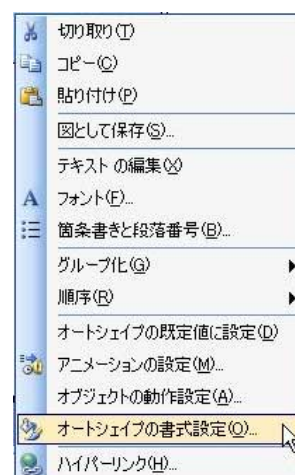 切り取り(T)
コピー(C)
貼り付け(P)
図として保存(S)...
テキスト の編集(X)
フォント(F)...
箇条書きと段落番号(B)...
グループ化(G)
順序(R)
オートシェイプの既定値に設定(D)
アニメーションの設定(M)...
オブジェクトの動作設定(A)...
オートシェイプの書式設定(O)...
ハイパーリンク(H)...